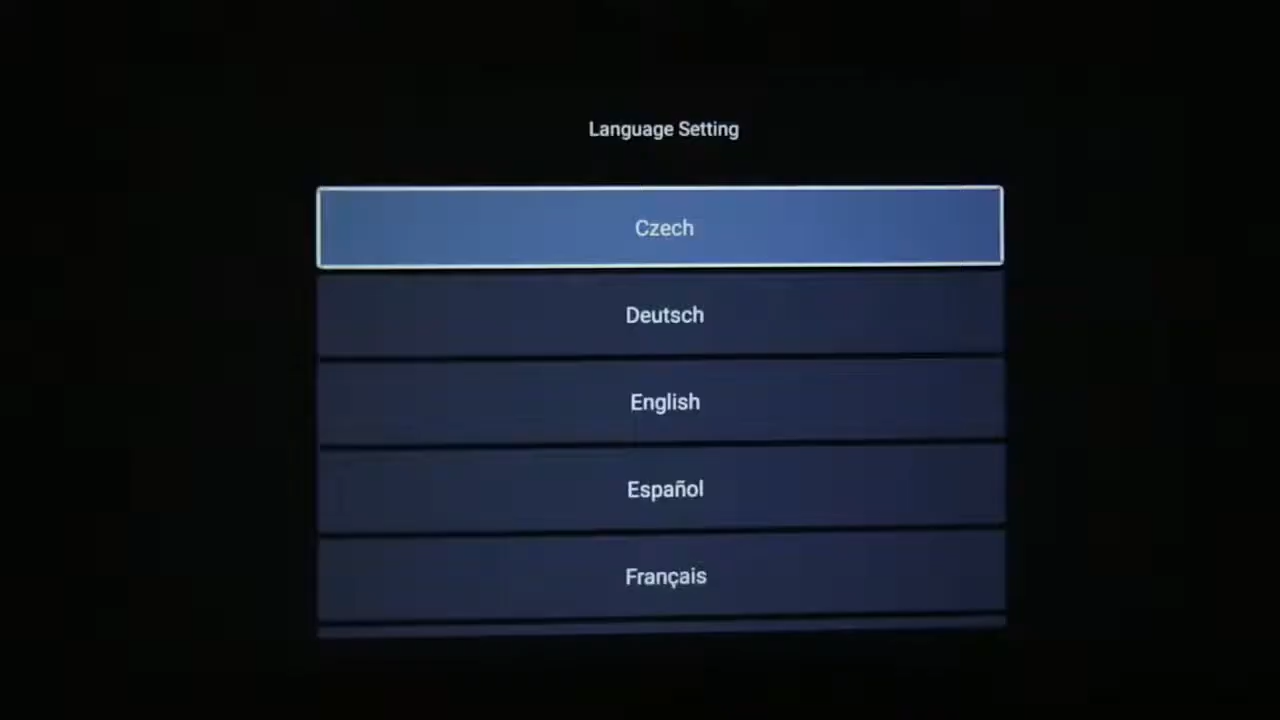 Language Setting
Czech
Deutsch
English
Español
Français